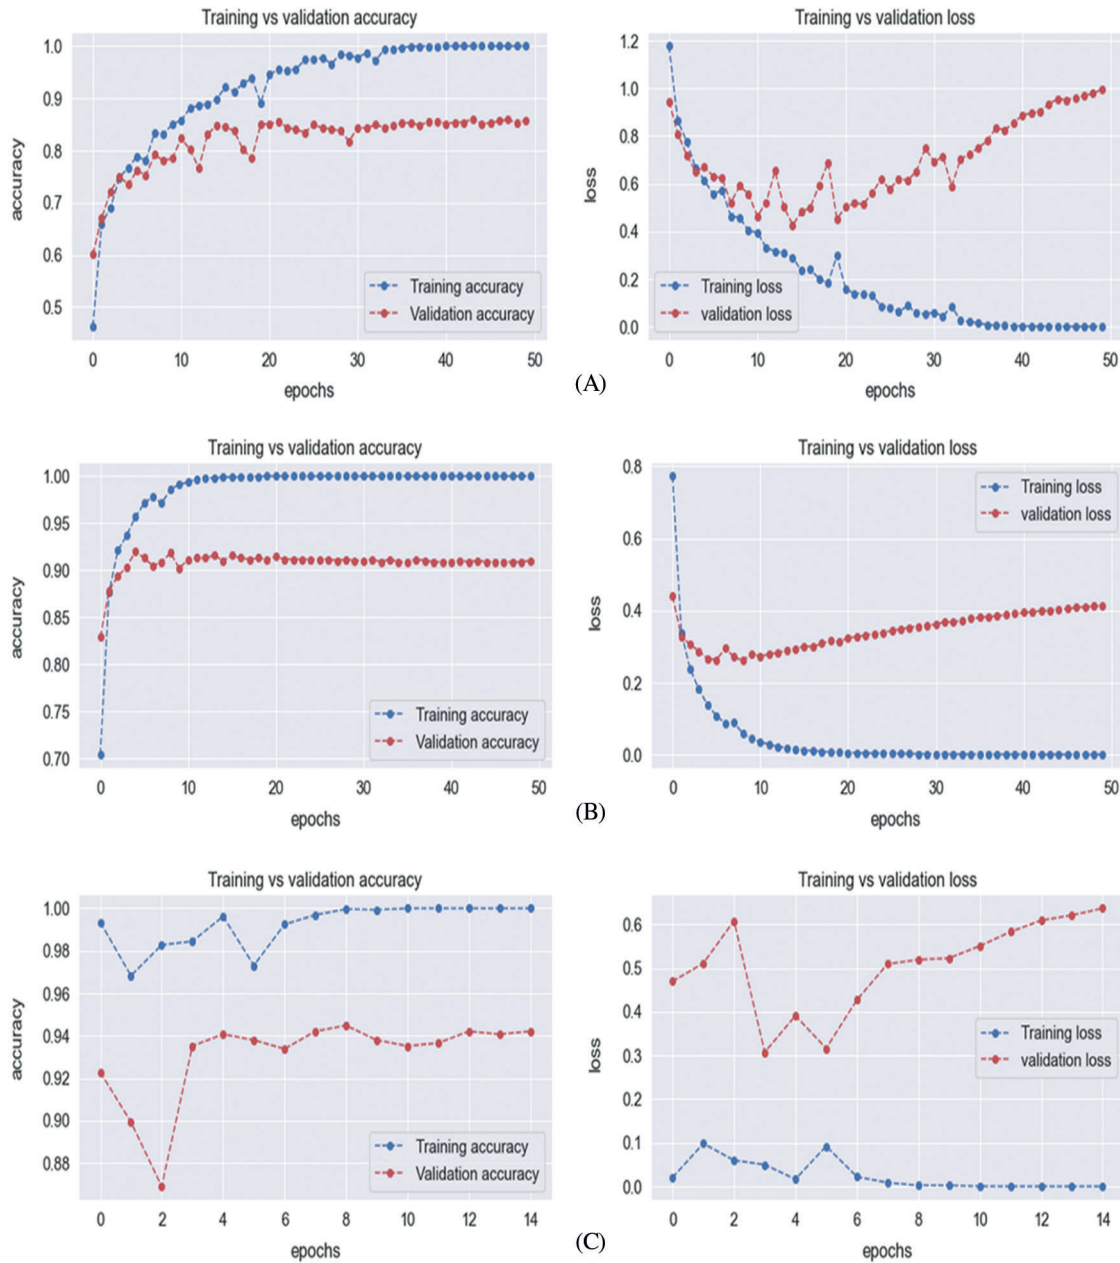 Training vs validation accuracy
1.0
0.9
0.8
0.7
0.6
0.5
accuracy
Training accuracy
Validation accuracy
0 10 20 30 40 50
epochs
Training vs validation loss
1.2
1.0
0.8
0.6
0.4
0.2
0.0
loss
Training loss
validation loss
0 10 20 30 40 50
epochs
(A)
Training vs validation accuracy
1.00
0.95
0.90
0.85
0.80
0.75
0.70
accuracy
Training accuracy
Validation accuracy
0 10 20 30 40 50
epochs
Training vs validation loss
0.8
0.6
0.4
0.2
0.0
loss
Training loss
validation loss
0 10 20 30 40 50
epochs
(B)
Training vs validation accuracy
1.00
0.98
0.96
0.94
0.92
0.90
0.88
accuracy
Training accuracy
Validation accuracy
0 2 4 6 8 10 12 14
epochs
Training vs validation loss
0.6
0.5
0.4
0.3
0.2
0.1
0.0
loss
Training loss
validation loss
0 2 4 6 8 10 12 14
epochs
(C)